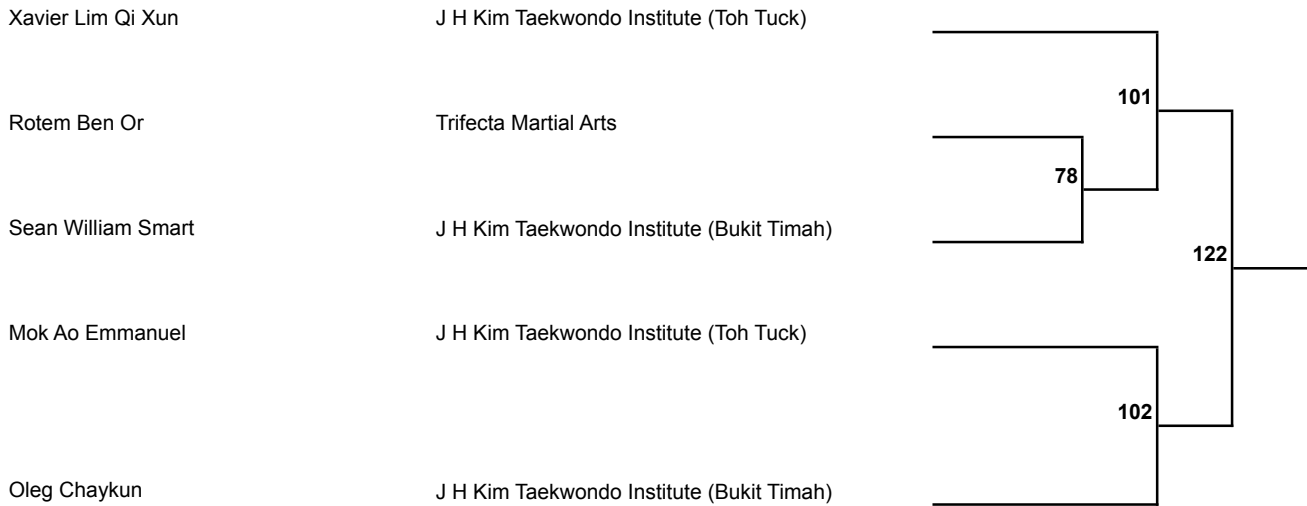 Xavier Lim Qi Xun J H Kim Taekwondo Institute (Toh Tuck)
101
Rotem Ben Or Trifecta Martial Arts
78
Sean William Smart J H Kim Taekwondo Institute (Bukit Timah)
122
Mok Ao Emmanuel J H Kim Taekwondo Institute (Toh Tuck)
102
Oleg Chaykun J H Kim Taekwondo Institute (Bukit Timah)